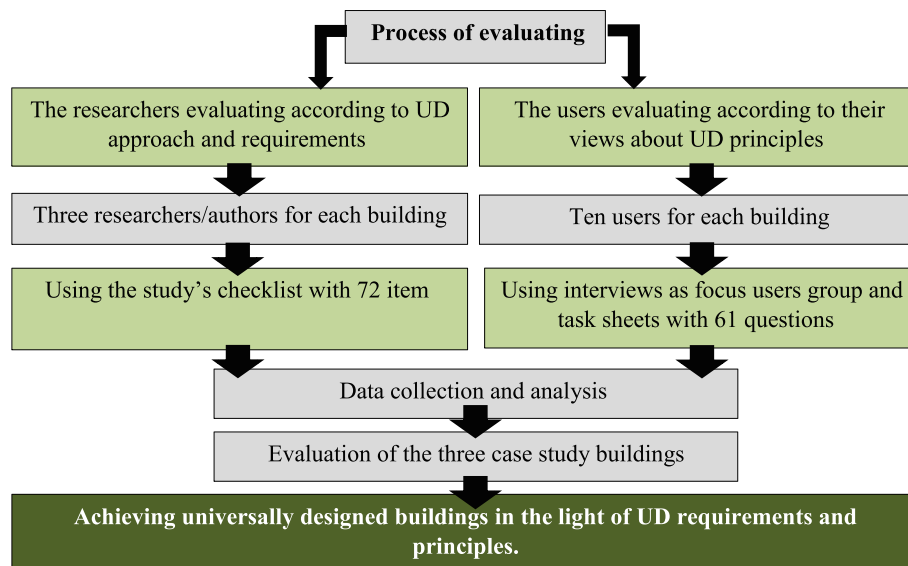 Process of evaluating
The researchers evaluating according to UD
approach and requirements
The users evaluating according to their
views about UD principles
Three researchers/authors for each building
Ten users for each building
Using the study's checklist with 72 item
Using interviews as focus users group and
task sheets with 61 questions
Data collection and analysis
Evaluation of the three case study buildings
Achieving universally designed buildings in the light of UD requirements and
principles.